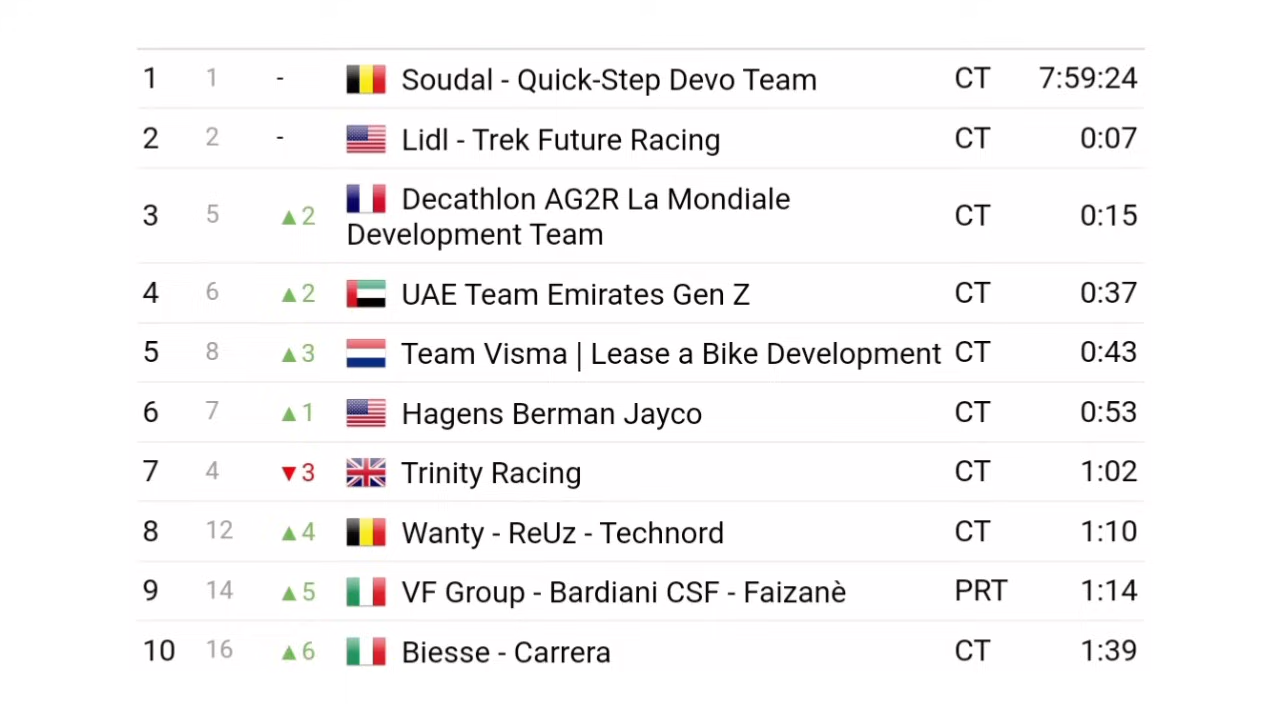 1 1 - Soudal - Quick-Step Devo Team CT 7:59:24
2 2 - Lidl - Trek Future Racing CT 0:07
3 5 ▲2 Decathlon AG2R La Mondiale Development Team CT 0:15
4 6 ▲2 UAE Team Emirates Gen Z CT 0:37
5 8 ▲3 Team Visma | Lease a Bike Development CT 0:43
6 7 ▲1 Hagens Berman Jayco CT 0:53
7 4 ▼3 Trinity Racing CT 1:02
8 12 ▲4 Wanty - ReUz - Technord CT 1:10
9 14 ▲5 VF Group - Bardiani CSF - Faizanè PRT 1:14
10 16 ▲6 Biesse - Carrera CT 1:39